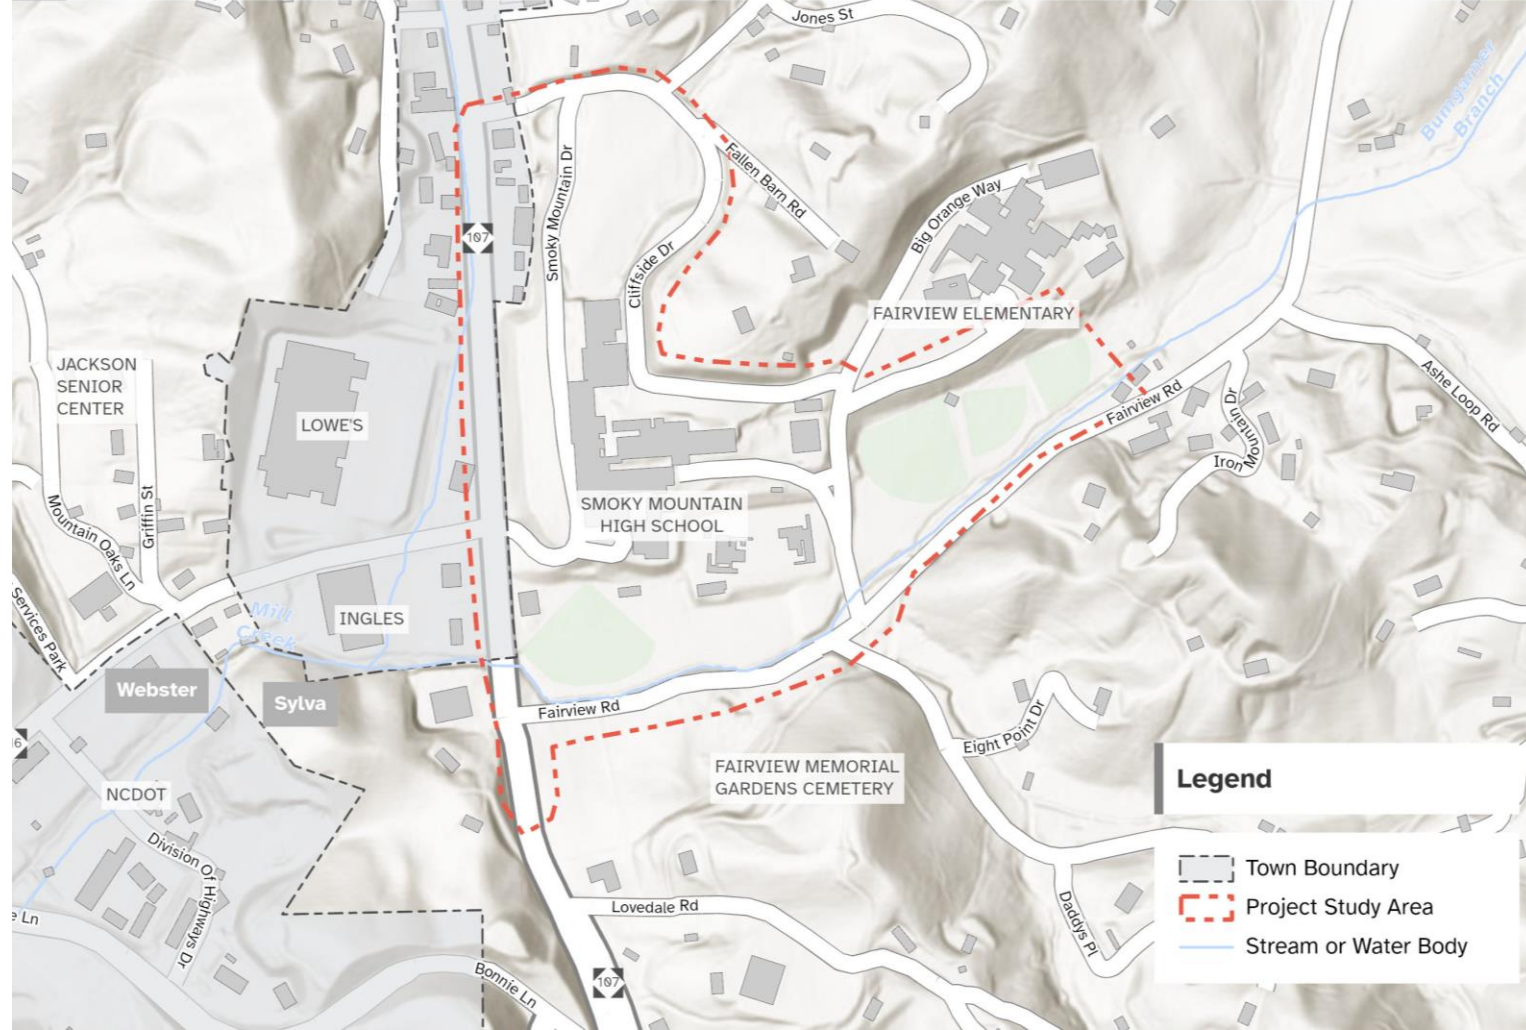 Jones St
Bumgarner
Branch
Smoky Mountain Dr
Fallen Barn Rd
107
Big Orange Way
Cliffside Dr
FAIRVIEW ELEMENTARY
JACKSON
SENIOR
CENTER
LOWE'S
Fairview Rd
Ashe Loop Rd
Iron Mountain Dr
Mountain Oaks Ln
Griffin St
SMOKY MOUNTAIN
HIGH SCHOOL
Services Park
Mill
Creek
INGLES
Webster
Sylva
Fairview Rd
Eight Point Dr
FAIRVIEW MEMORIAL
GARDENS CEMETERY
NCDOT
Division Of Highways Dr
Lovedale Rd
Daddys Pl
Bonnie Ln
107
e Ln
Legend
Town Boundary
Project Study Area
Stream or Water Body